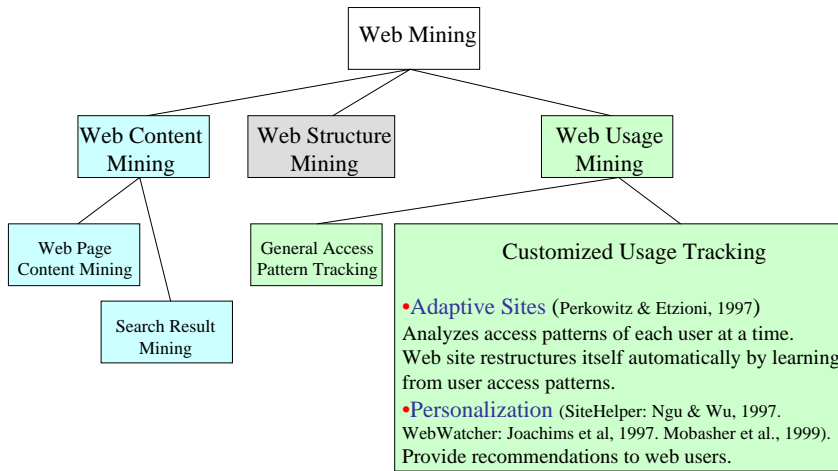 Web Mining
Web Content
Mining
Web Structure
Mining
Web Usage
Mining
Web Page
Content Mining
Search Result
Mining
General Access
Pattern Tracking
Customized Usage Tracking
•Adaptive Sites (Perkowitz & Etzioni, 1997)
Analyzes access patterns of each user at a time.
Web site restructures itself automatically by learning
from user access patterns.
•Personalization (SiteHelper: Ngu & Wu, 1997.
WebWatcher: Joachims et al, 1997. Mobasher et al., 1999).
Provide recommendations to web users.